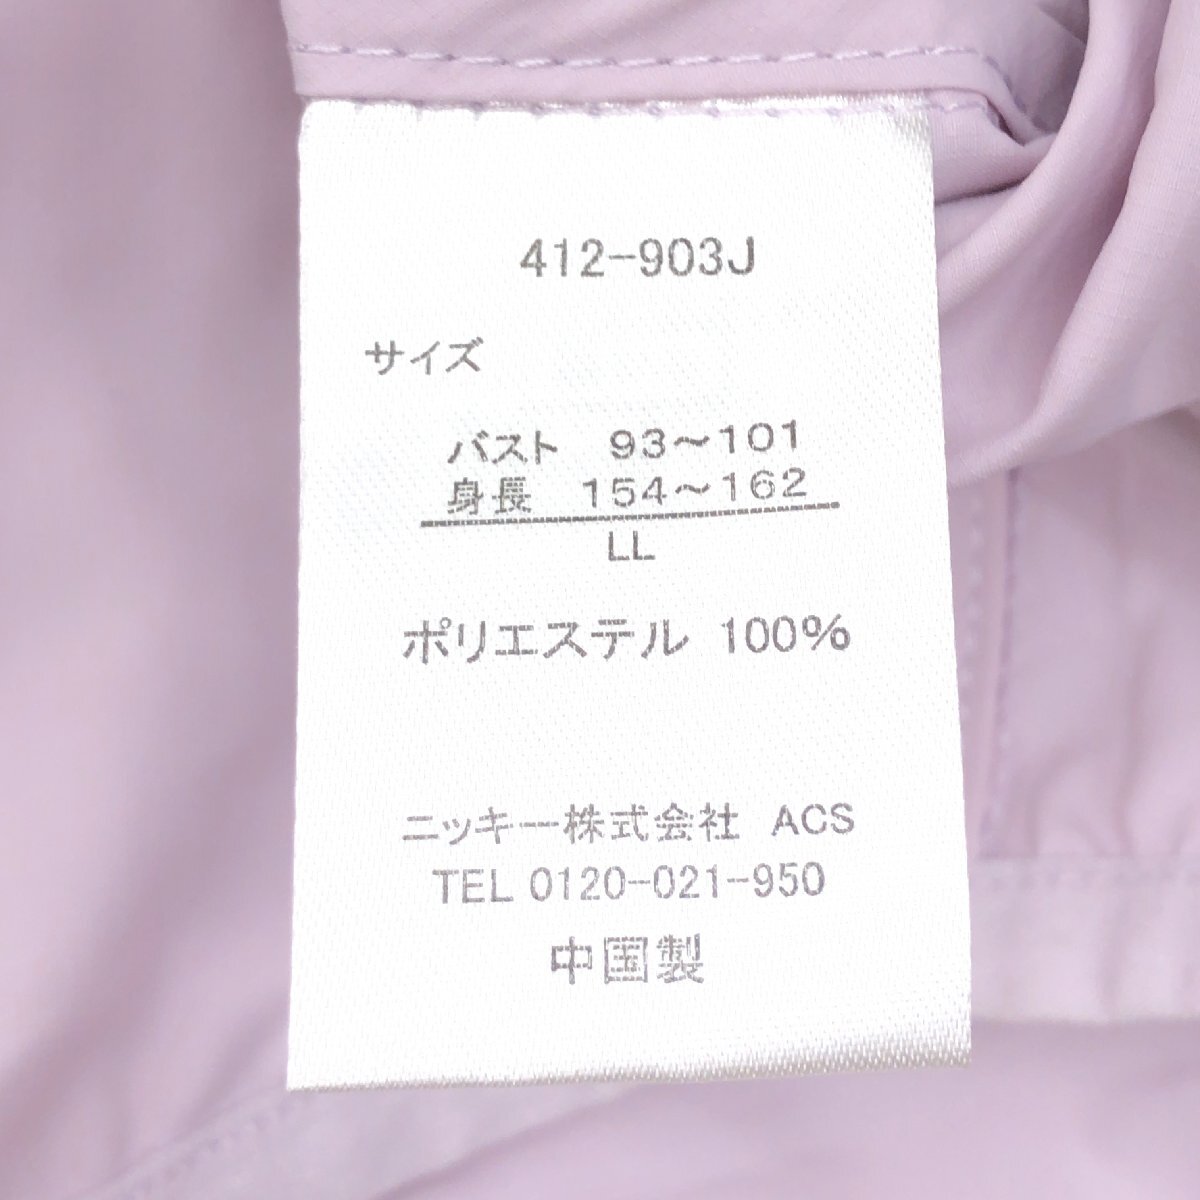 412-903J
サイズ
バスト 93～101
身長 154～162
LL
ポリエステル 100%
ニッキー株式会社 ACS
TEL 0120-021-950
中国製